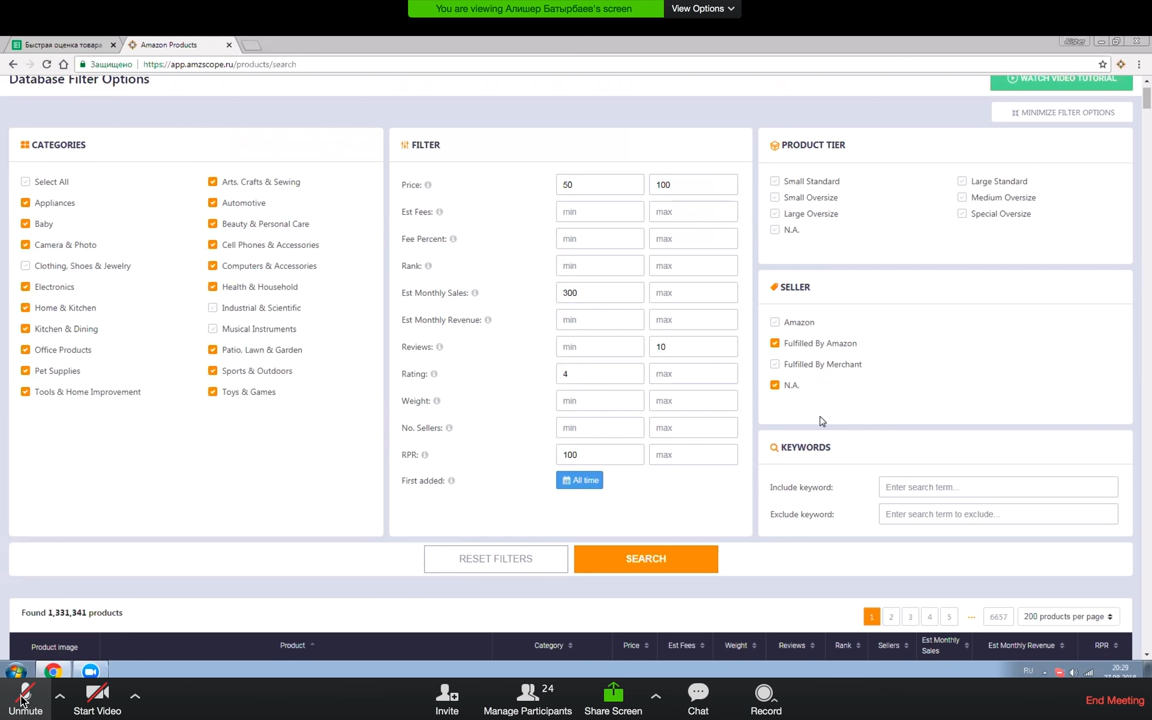 You are viewing Алишер Батырбаев's screen
View Options
Быстрая оценка товара
Amazon Products
Alisher
Защищено
https://app.amzscope.ru/products/search
Database Filter Options
WATCH VIDEO TUTORIAL
MINIMIZE FILTER OPTIONS
CATEGORIES
Select All
Arts, Crafts & Sewing
Appliances
Automotive
Baby
Beauty & Personal Care
Camera & Photo
Cell Phones & Accessories
Clothing, Shoes & Jewelry
Computers & Accessories
Electronics
Health & Household
Home & Kitchen
Industrial & Scientific
Kitchen & Dining
Musical Instruments
Office Products
Patio, Lawn & Garden
Pet Supplies
Sports & Outdoors
Tools & Home Improvement
Toys & Games
FILTER
Price: 50 100
Est Fees: min max
Fee Percent: min max
Rank: min max
Est Monthly Sales: 300 max
Est Monthly Revenue: min max
Reviews: min 10
Rating: 4 max
Weight: min max
No. Sellers: min max
RPR: 100 max
First added: All time
PRODUCT TIER
Small Standard
Large Standard
Small Oversize
Medium Oversize
Large Oversize
Special Oversize
N.A.
SELLER
Amazon
Fulfilled By Amazon
Fulfilled By Merchant
N.A.
KEYWORDS
Include keyword: Enter search term...
Exclude keyword: Enter search term to exclude...
RESET FILTERS
SEARCH
Found 1,331,341 products
1 2 3 4 5 ... 6657
200 products per page
Product image
Product
Category
Price
Est Fees
Weight
Reviews
Rank
Sellers
Est Monthly Sales
Est Monthly Revenue
RPR
RU
20:29
27.09.2018
Unmute
Start Video
Invite
24
Manage Participants
Share Screen
Chat
Record
End Meeting